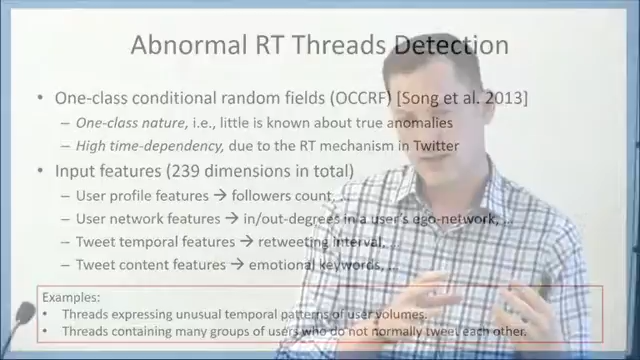 Abnormal RT Threads Detection
• One-class conditional random fields (OCCRF) [Song et al. 2013]
– One-class nature, i.e., little is known about true anomalies
– High time-dependency, due to the RT mechanism in Twitter
• Input features (239 dimensions in total)
– User profile features → followers count, ...
– User network features → in/out-degrees in a user's ego-network, ...
– Tweet temporal features → retweeting interval, ...
– Tweet content features → emotional keywords, ...
Examples:
• Threads expressing unusual temporal patterns of user volumes.
• Threads containing many groups of users who do not normally tweet each other.